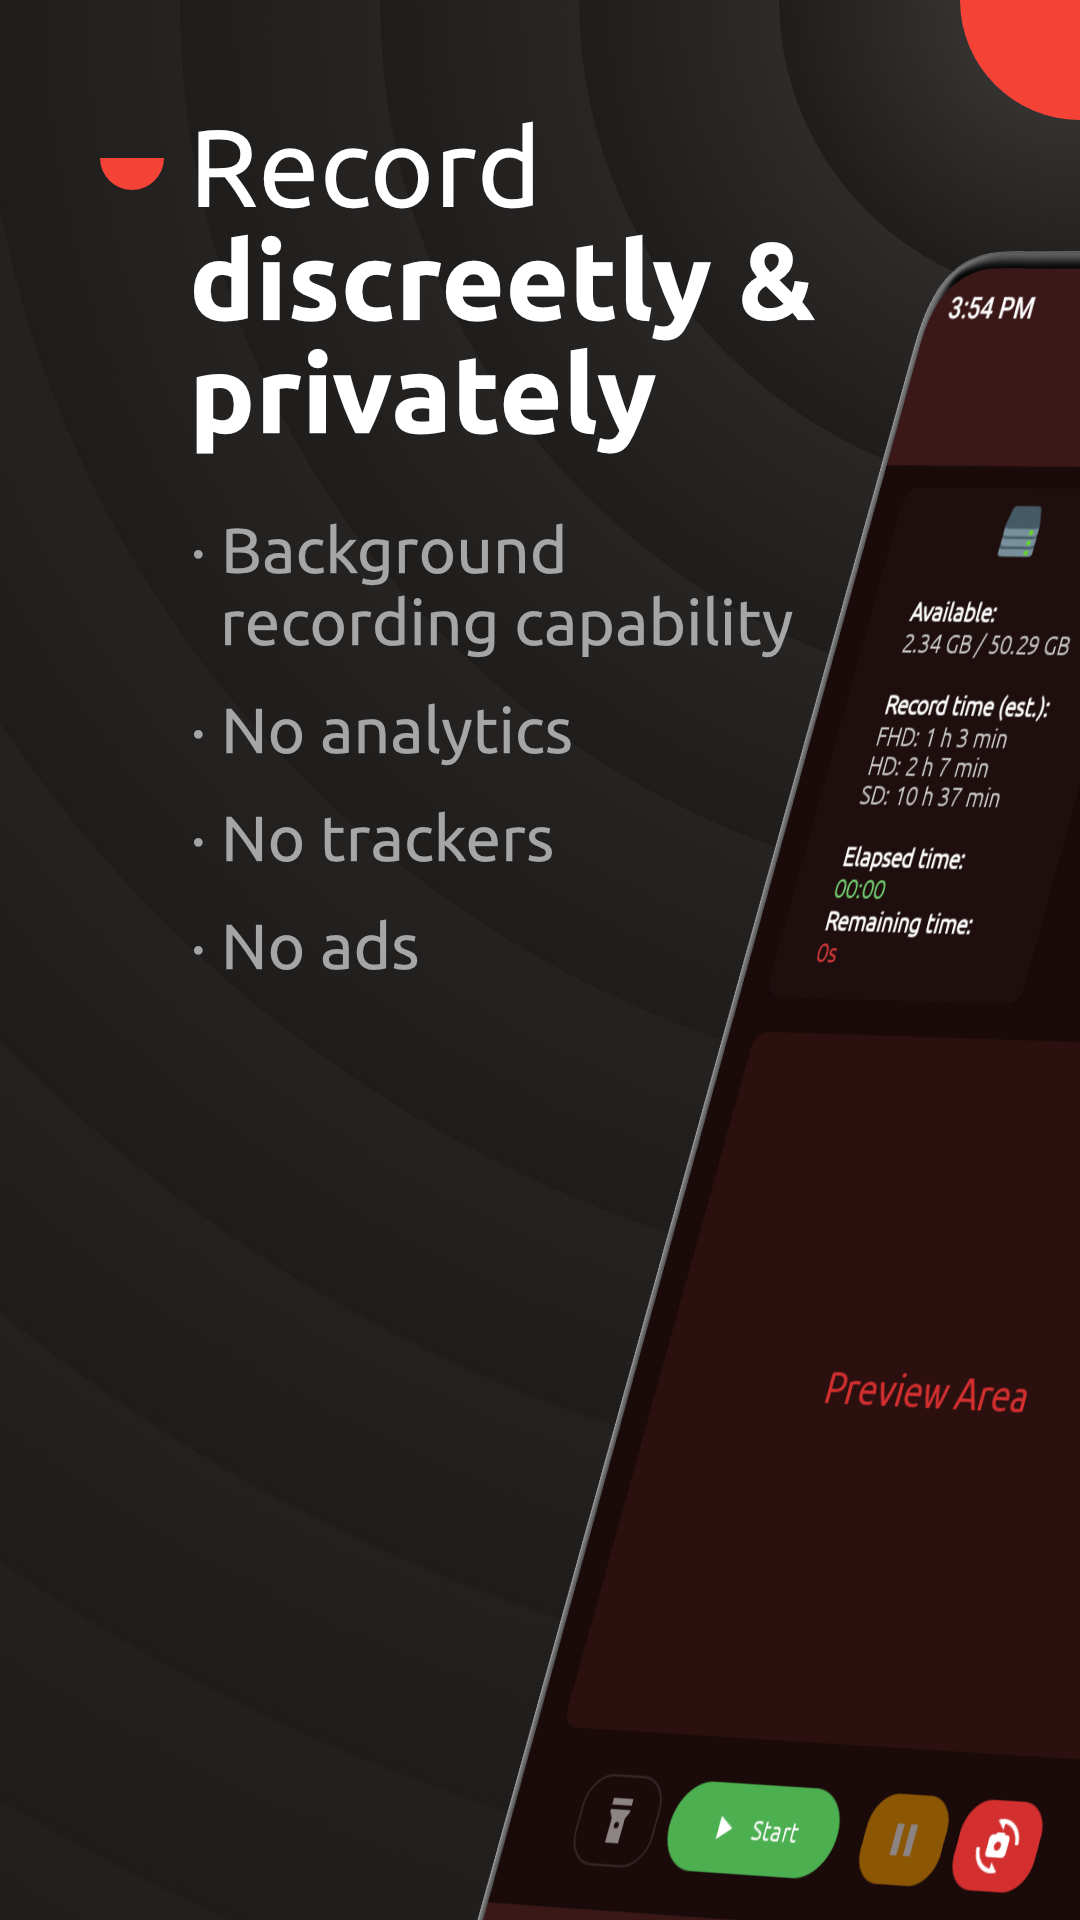 Record
discreetly &
privately
· Background
recording capability
· No analytics
· No trackers
· No ads
3:54 PM
Available:
2.34 GB / 50.29 GB
Record time (est.):
FHD: 1 h 3 min
HD: 2 h 7 min
SD: 10 h 37 min
Elapsed time:
00:00
Remaining time:
0s
Preview Area
Start